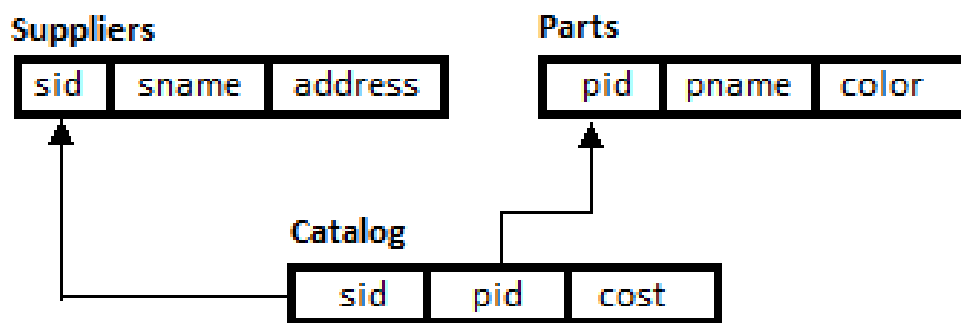 Suppliers
sid sname address
Parts
pid pname color
Catalog
sid pid cost